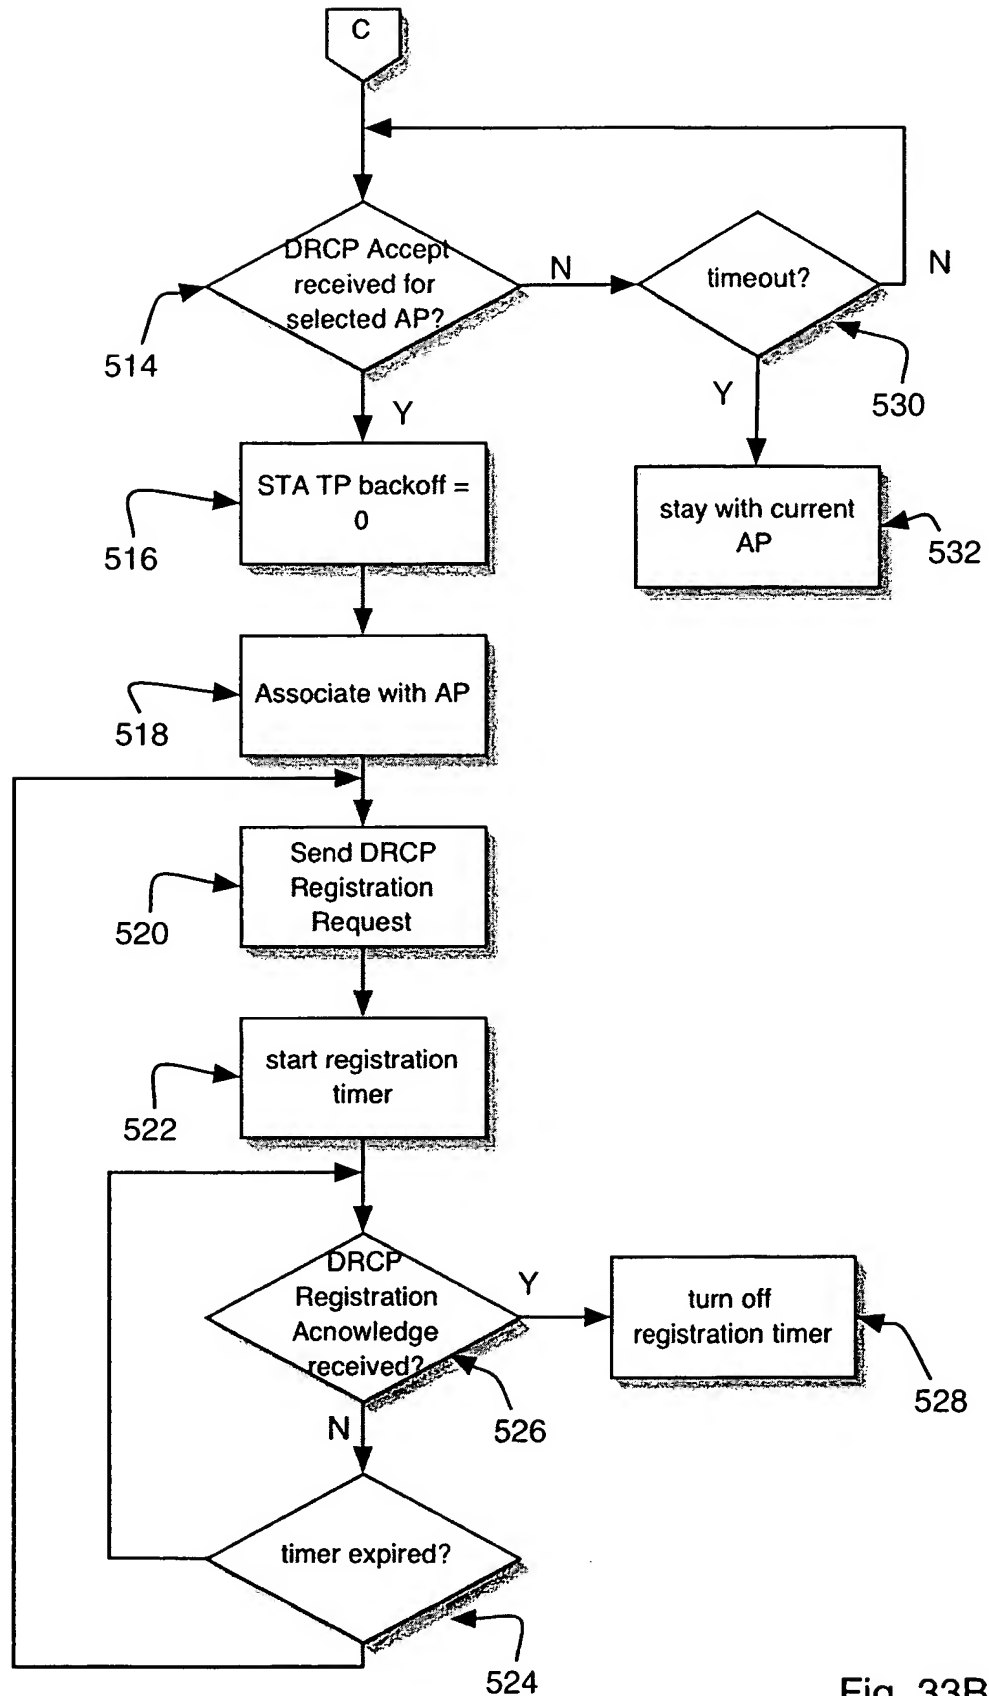 C
DRCP Accept
received for
selected AP?
N
timeout?
N
514
530
Y
Y
STA TP backoff =
0
516
stay with current
AP
532
Associate with AP
518
Send DRCP
Registration
Request
520
start registration
timer
522
DRCP
Registration
Acnowledge
received?
Y
turn off
registration timer
526
528
N
timer expired?
524
Fig. 33B